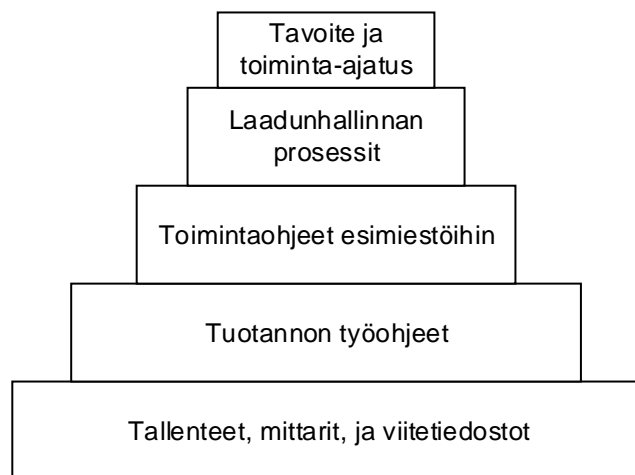 Tavoite ja
toiminta-ajatus
Laadunhallinnan
prosessit
Toimintaohjeet esimiestöihin
Tuotannon työohjeet
Tallenteet, mittarit, ja viitetiedostot